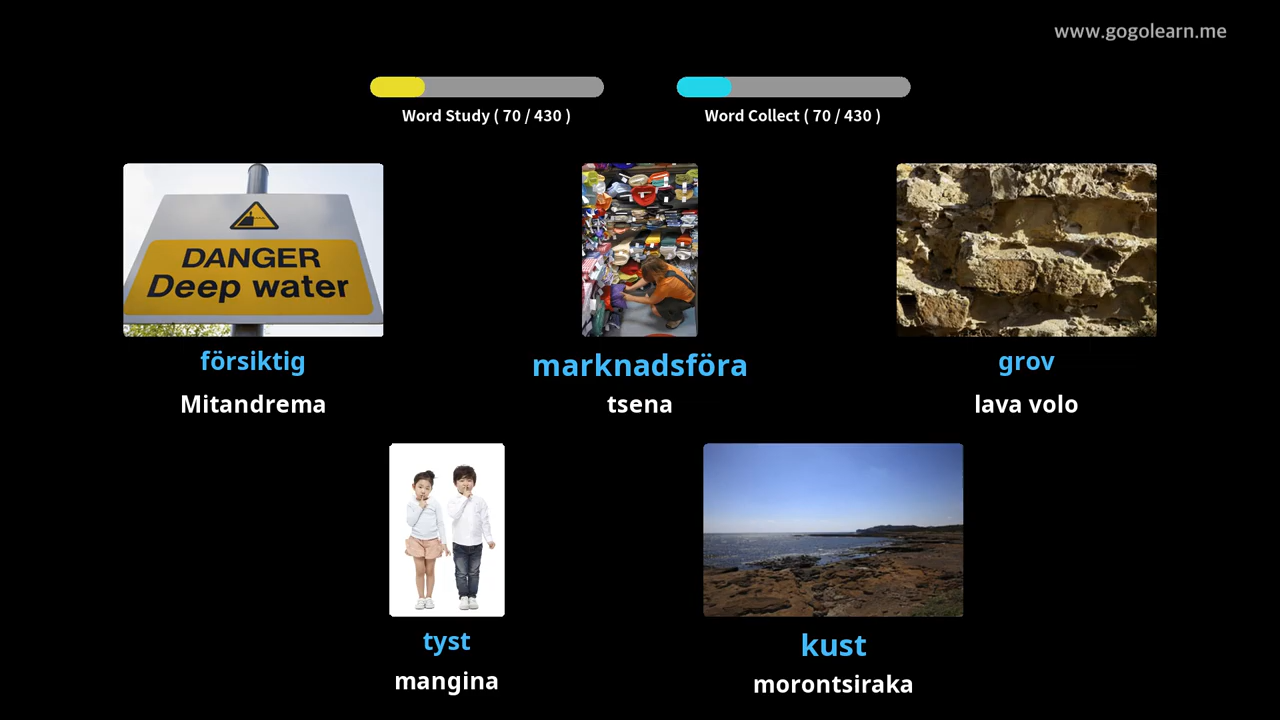 www.gogolearn.me
Word Study ( 70 / 430 )
Word Collect ( 70 / 430 )
DANGER
Deep water
försiktig
Mitandrema
marknadsföra
tsena
grov
lava volo
tyst
mangina
kust
morontsiraka